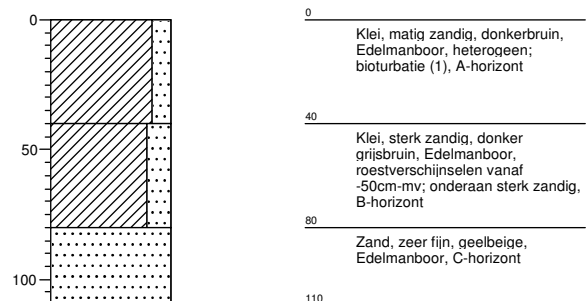 0
50
100
0
Klei, matig zandig, donkerbruin,
Edelmanboor, heterogeen;
bioturbatie (1), A-horizont
40
Klei, sterk zandig, donker
grijsbruin, Edelmanboor,
roestverschijnselen vanaf
-50cm-mv; onderaan sterk zandig,
B-horizont
80
Zand, zeer fijn, geelbeige,
Edelmanboor, C-horizont
110